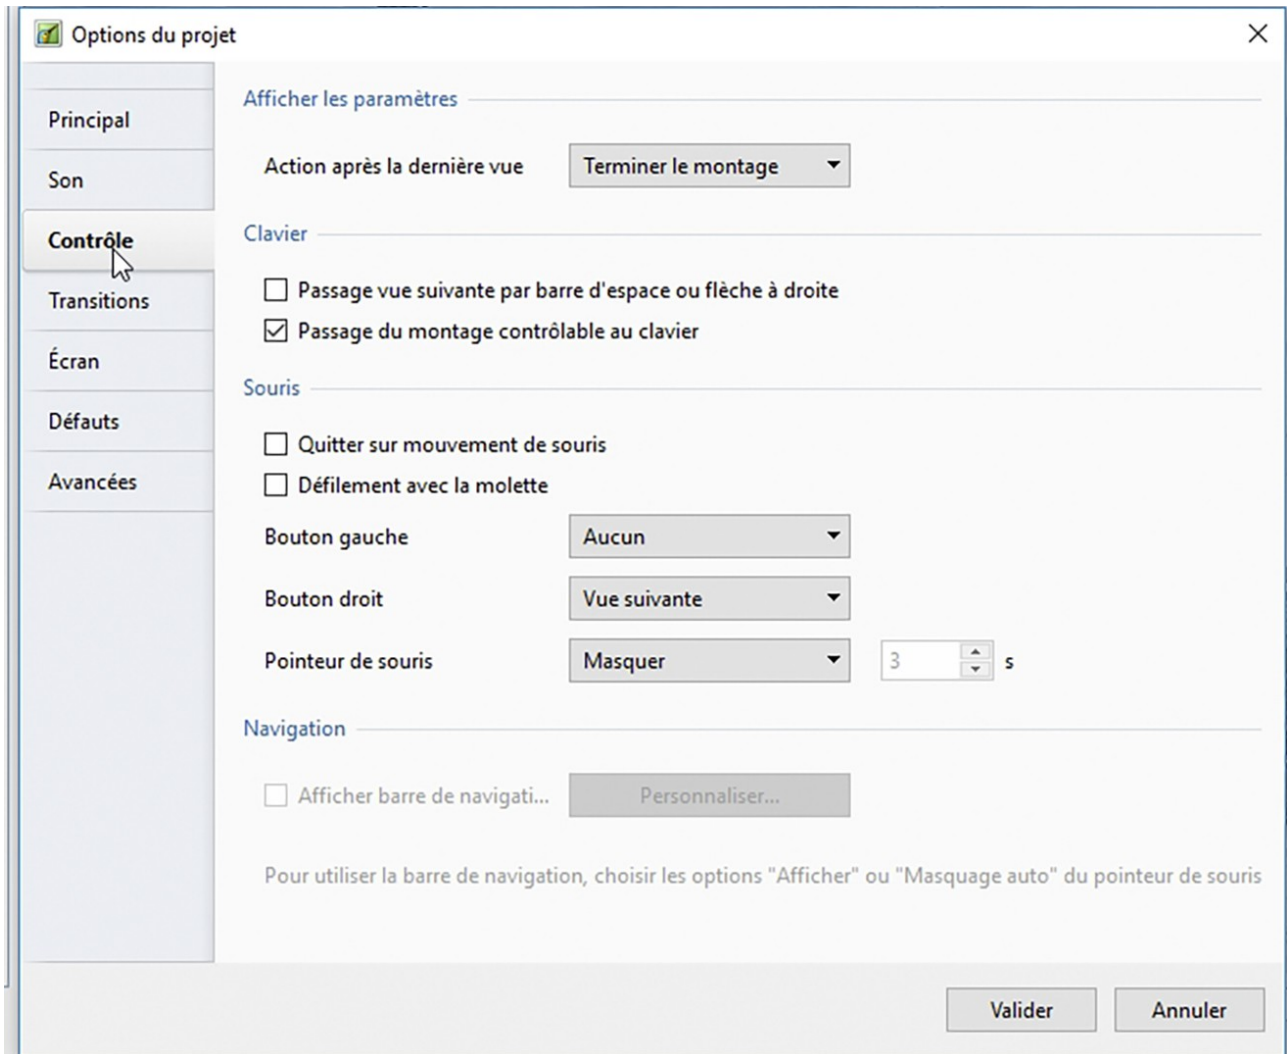 Options du projet
Principal
Son
Contrôle
Transitions
Écran
Défauts
Avancées
Afficher les paramètres
Action après la dernière vue Terminer le montage
Clavier
Passage vue suivante par barre d'espace ou flèche à droite
Passage du montage contrôlable au clavier
Souris
Quitter sur mouvement de souris
Défilement avec la molette
Bouton gauche Aucun
Bouton droit Vue suivante
Pointeur de souris Masquer 3 s
Navigation
Afficher barre de navigati... Personnaliser...
Pour utiliser la barre de navigation, choisir les options "Afficher" ou "Masquage auto" du pointeur de souris
Valider Annuler